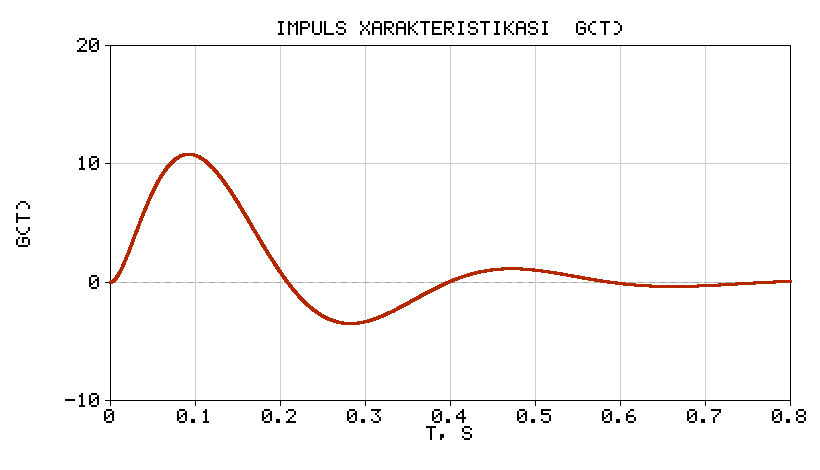 IMPULS XARAKTERISTIKASI G(T)
20
10
0
-10
G(T)
0 0.1 0.2 0.3 0.4 0.5 0.6 0.7 0.8
T, S